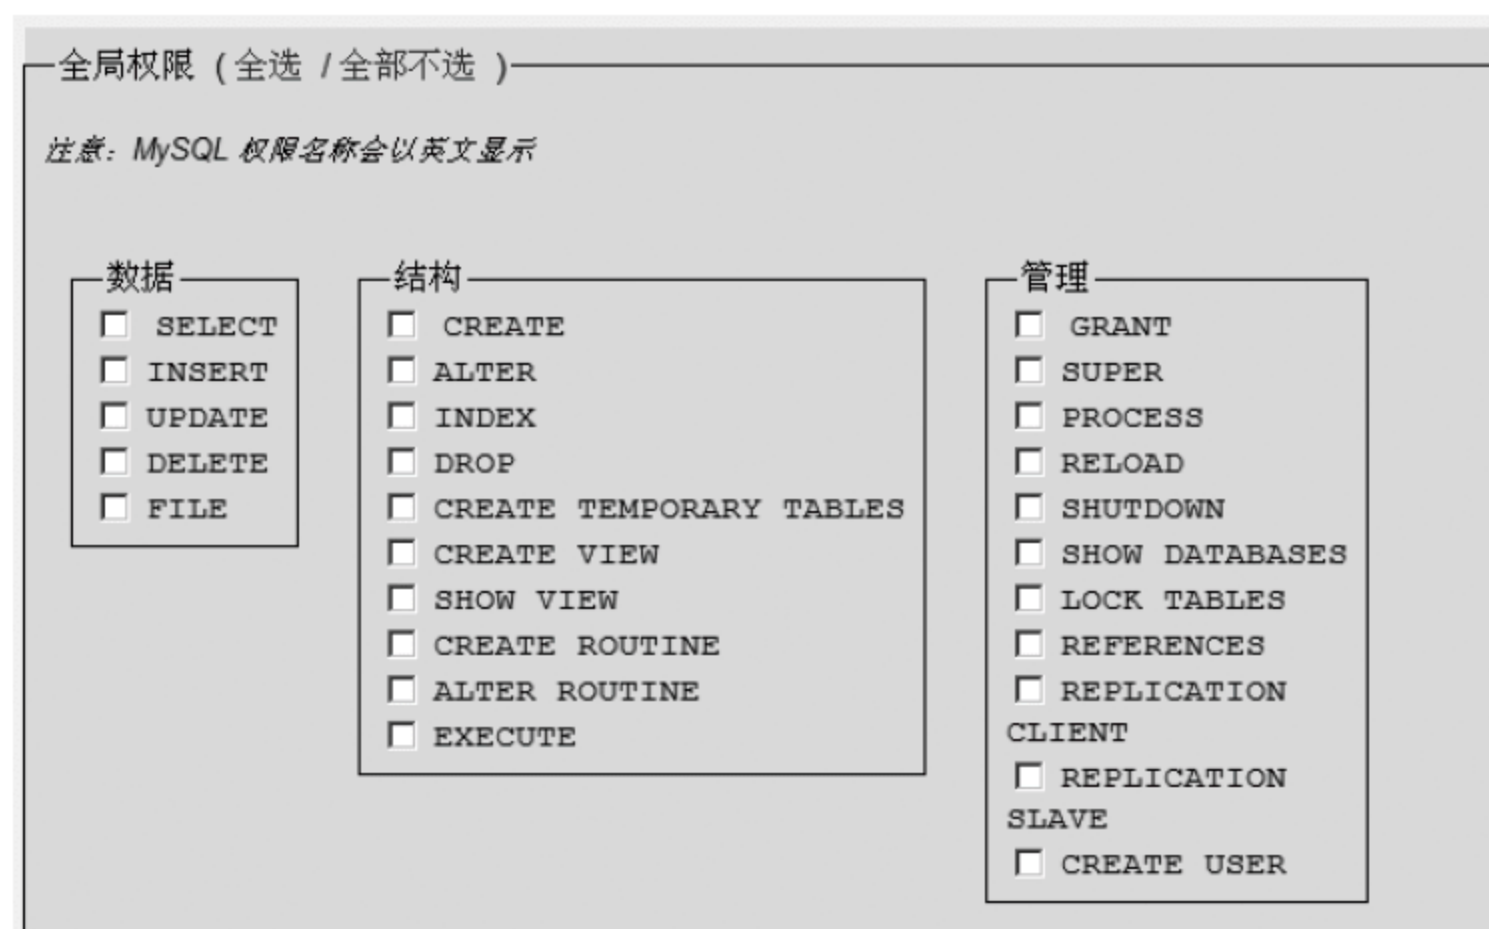 全局权限 (全选 /全部不选 )
注意：MySQL 权限名称会以英文显示
数据
SELECT
INSERT
UPDATE
DELETE
FILE
结构
CREATE
ALTER
INDEX
DROP
CREATE TEMPORARY TABLES
CREATE VIEW
SHOW VIEW
CREATE ROUTINE
ALTER ROUTINE
EXECUTE
管理
GRANT
SUPER
PROCESS
RELOAD
SHUTDOWN
SHOW DATABASES
LOCK TABLES
REFERENCES
REPLICATION
CLIENT
REPLICATION
SLAVE
CREATE USER